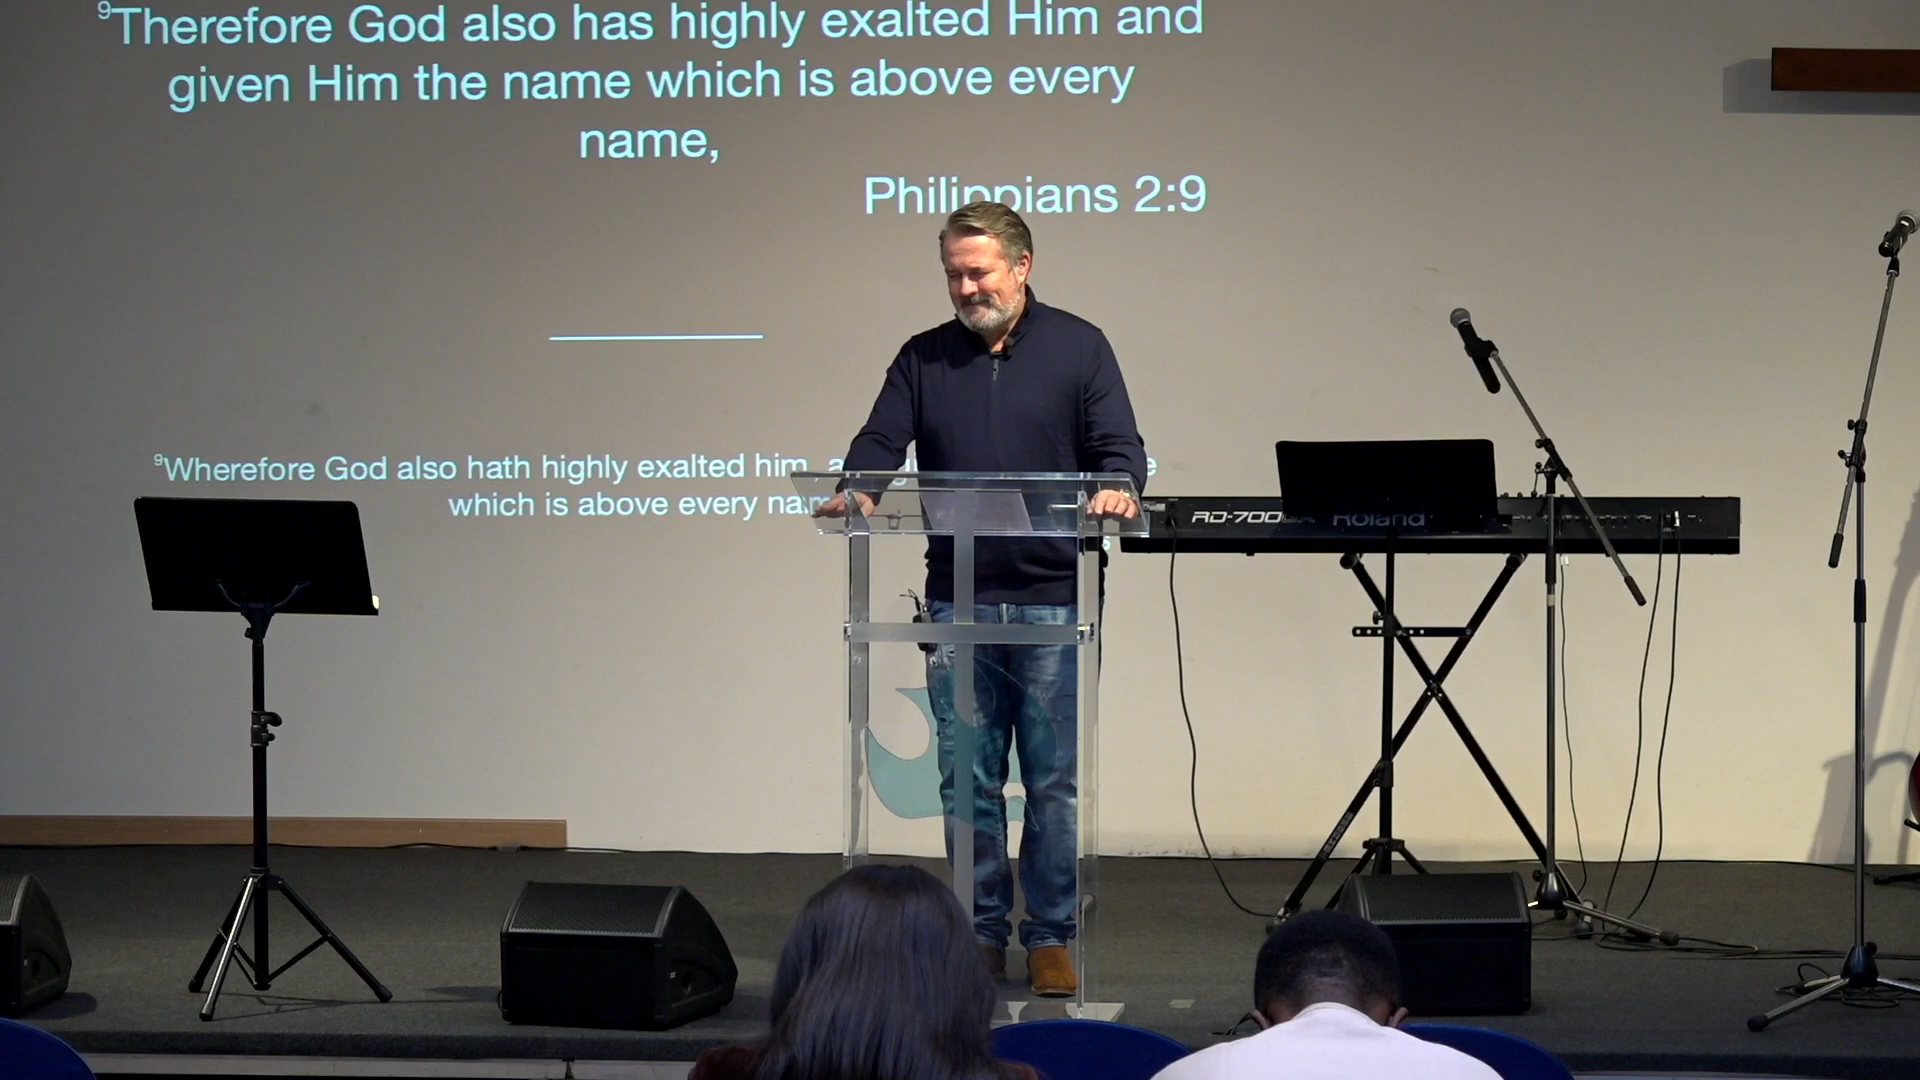 ⁹Therefore God also has highly exalted Him and
given Him the name which is above every
name,
Philippians 2:9
⁹Wherefore God also hath highly exalted him,
which is above every
RD-700
Roland